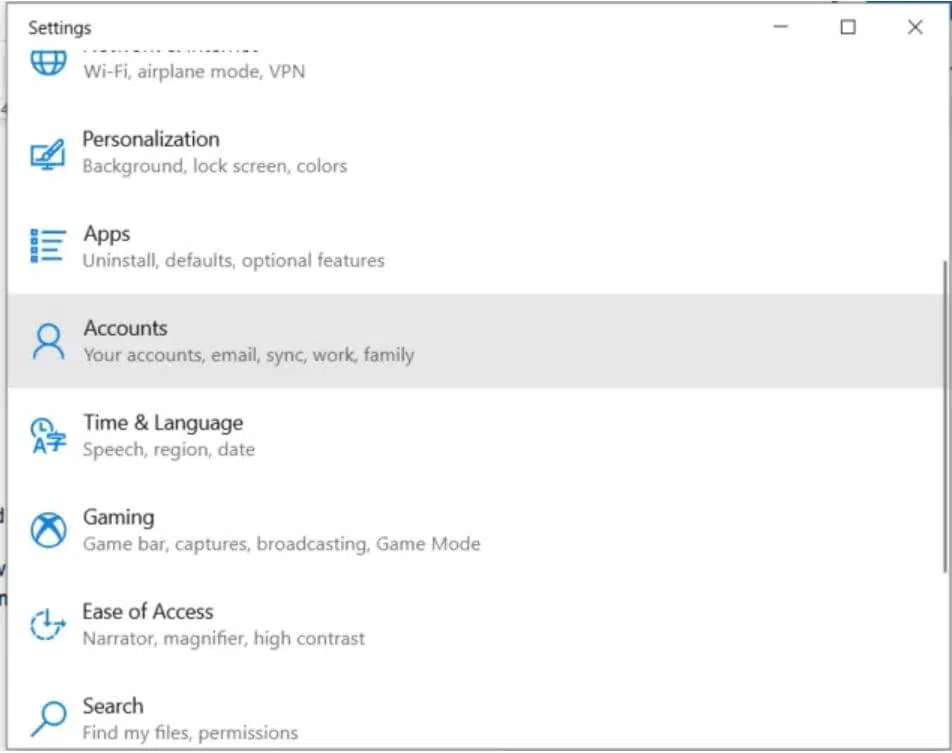 Settings
Wi-Fi, airplane mode, VPN
Personalization
Background, lock screen, colors
Apps
Uninstall, defaults, optional features
Accounts
Your accounts, email, sync, work, family
Time & Language
Speech, region, date
Gaming
Game bar, captures, broadcasting, Game Mode
Ease of Access
Narrator, magnifier, high contrast
Search
Find my files, permissions